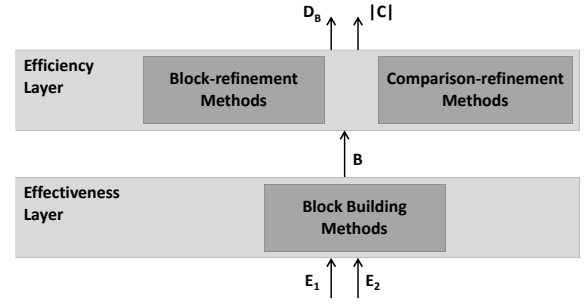 D_B |C|
Efficiency
Layer
Block-refinement
Methods
Comparison-refinement
Methods
B
Effectiveness
Layer
Block Building
Methods
E_1 E_2